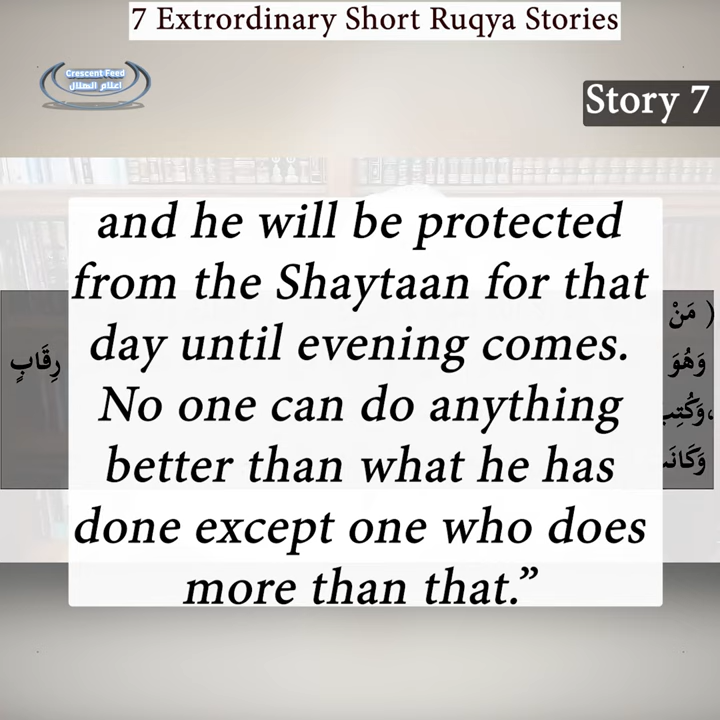 7 Extrordinary Short Ruqya Stories
Crescent Feed
اعلام الهلال
Story 7
and he will be protected
from the Shaytaan for that
day until evening comes.
No one can do anything
better than what he has
done except one who does
more than that.”
( مَنْ
وَهُوَ
رِقَابٍ
،وَكُتِبَ
وَكَانَ